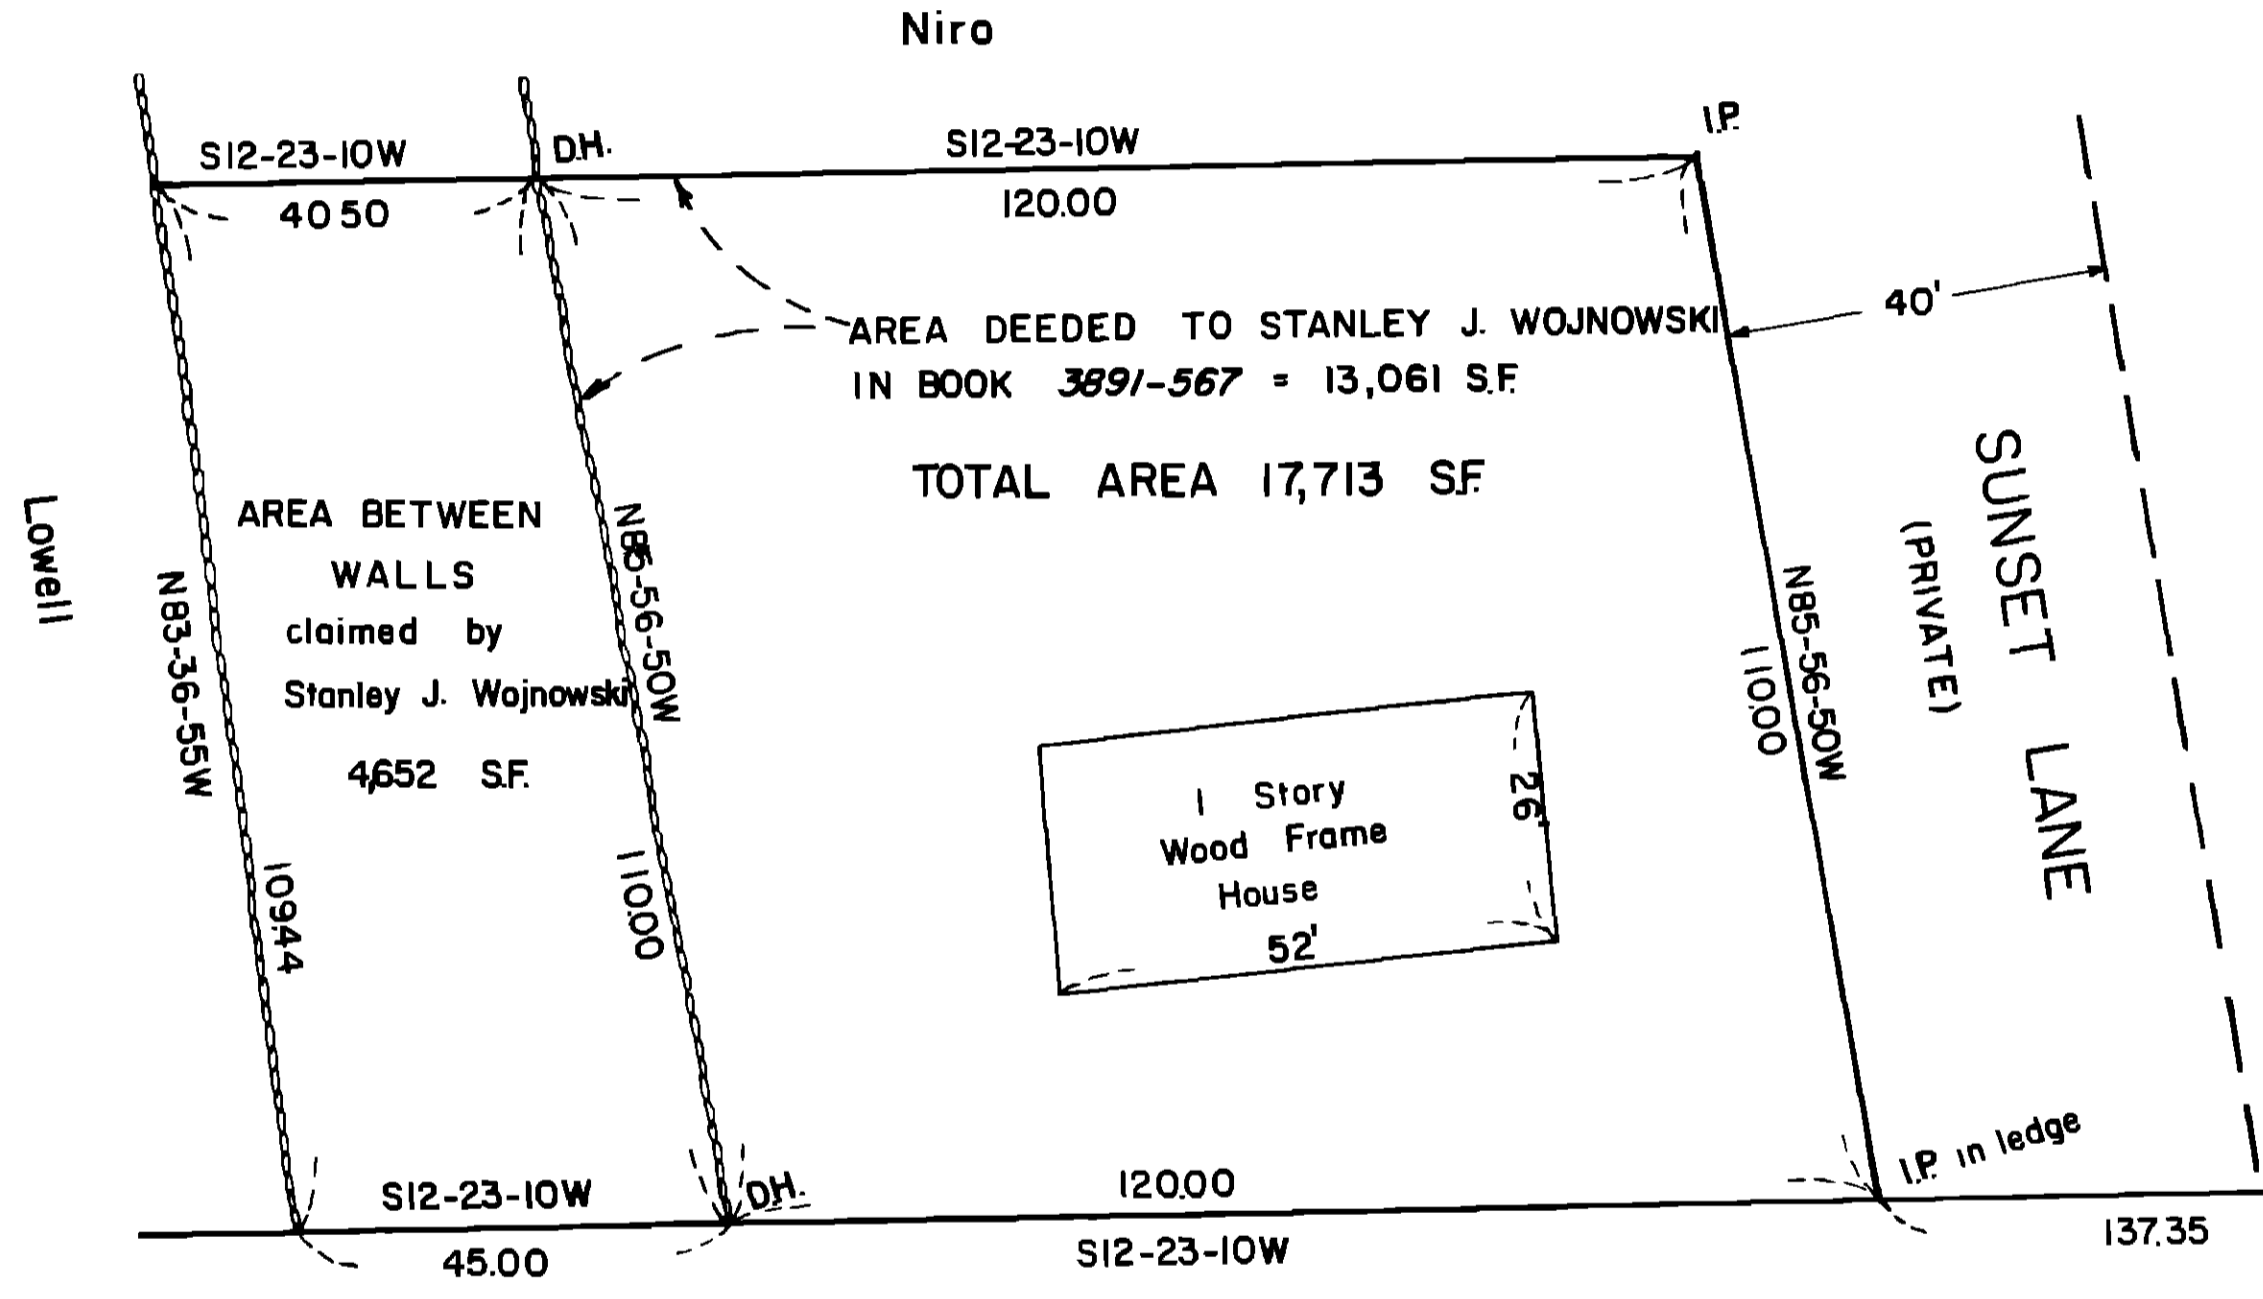 Niro
S12-23-10W
D.H.
S12-23-10W
I.P.
40 50
120.00
40'
AREA DEEDED TO STANLEY J. WOJNOWSKI
IN BOOK 3891-567 = 13,061 S.F.
TOTAL AREA 17,713 S.F.
Lowell
AREA BETWEEN
WALLS
claimed by
Stanley J. Wojnowski
4,652 S.F.
N83-36-55W
109.44
N85-56-50W
110.00
1 Story
Wood Frame
House
52'
26'
N85-56-50W
110.00
(PRIVATE)
SUNSET LANE
S12-23-10W
45.00
D.H.
120.00
S12-23-10W
I.P. in ledge
137.35